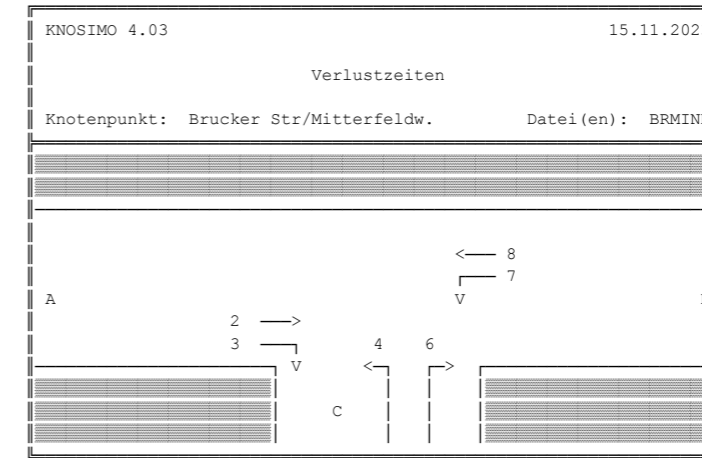 KNOSIMO 4.03 15.11.202
Verlustzeiten
Knotenpunkt: Brucker Str/Mitterfeldw. Datei(en): BRMIN
8
7
A V
2
3 4 6
V
C